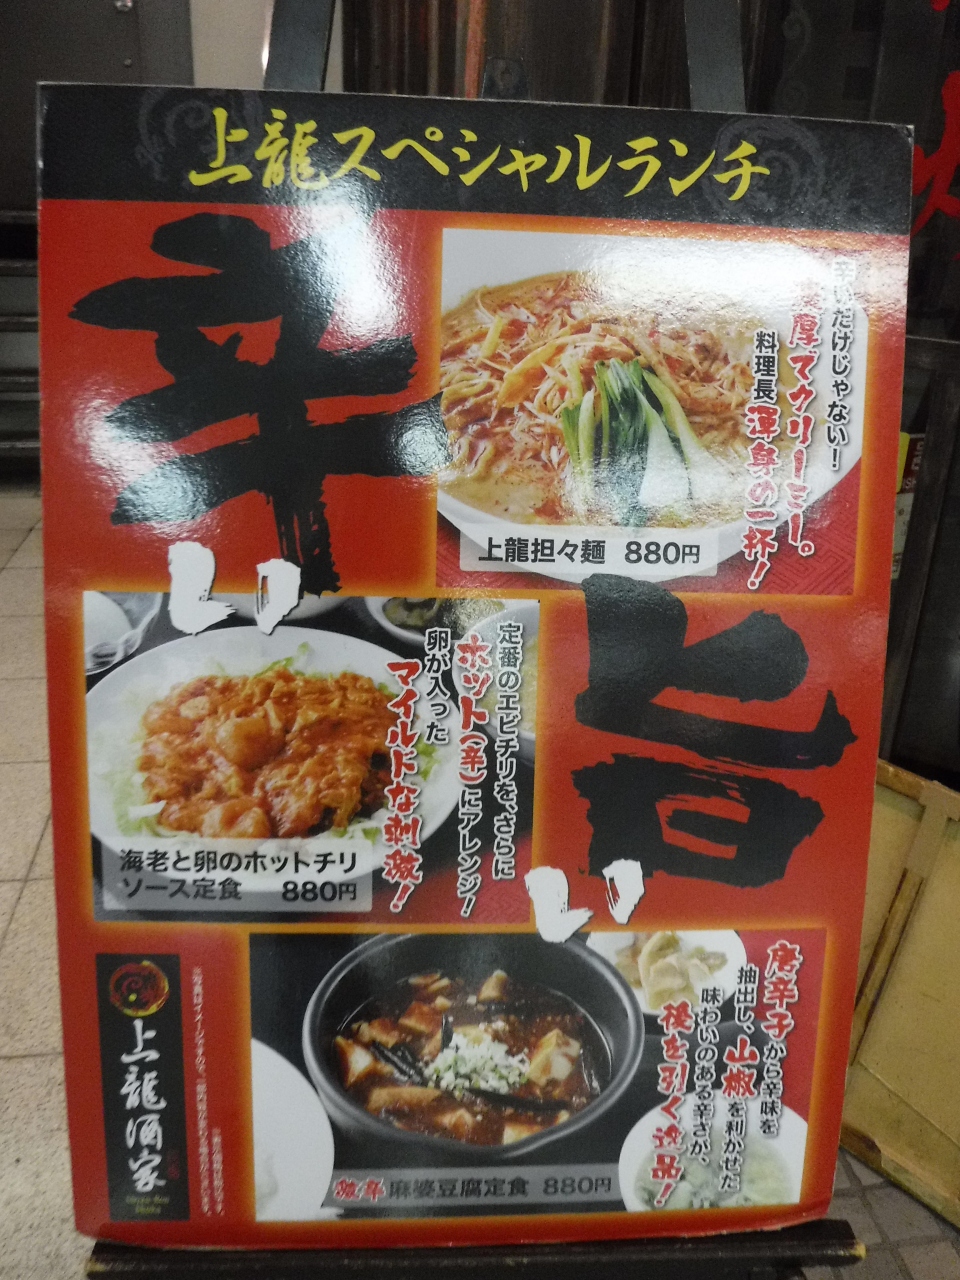 上龍スペシャルランチ
辛い
辛いだけじゃない!
濃厚でクリーミー。
料理長渾身の一杯!
上龍担々麺 880円
旨い
定番のエビチリを、さらに
ホット(辛)にアレンジ!
卵が入った
マイルドな刺激!
海老と卵のホットチリ
ソース定食 880円
唐辛子から辛味を
抽出し、山椒を利かせた
味わいのある辛さが、
後を引く逸品!
激辛 麻婆豆腐定食 880円
上龍酒家